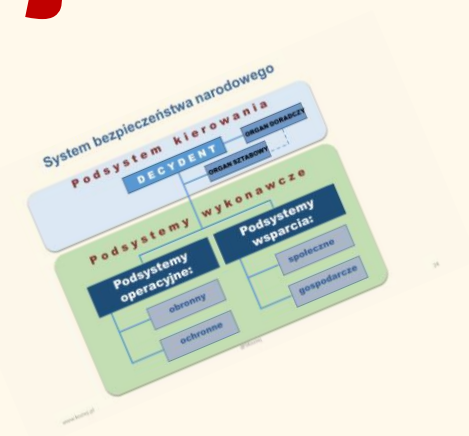 System bezpieczeństwa narodowego
Podsystem kierowania
DECYDENT
ORGAN DORADCZY
ORGAN SZTABOWY
Podsystemy wykonawcze
Podsystemy
operacyjne:
obronny
ochronne
Podsystemy
wsparcia:
społeczne
gospodarcze